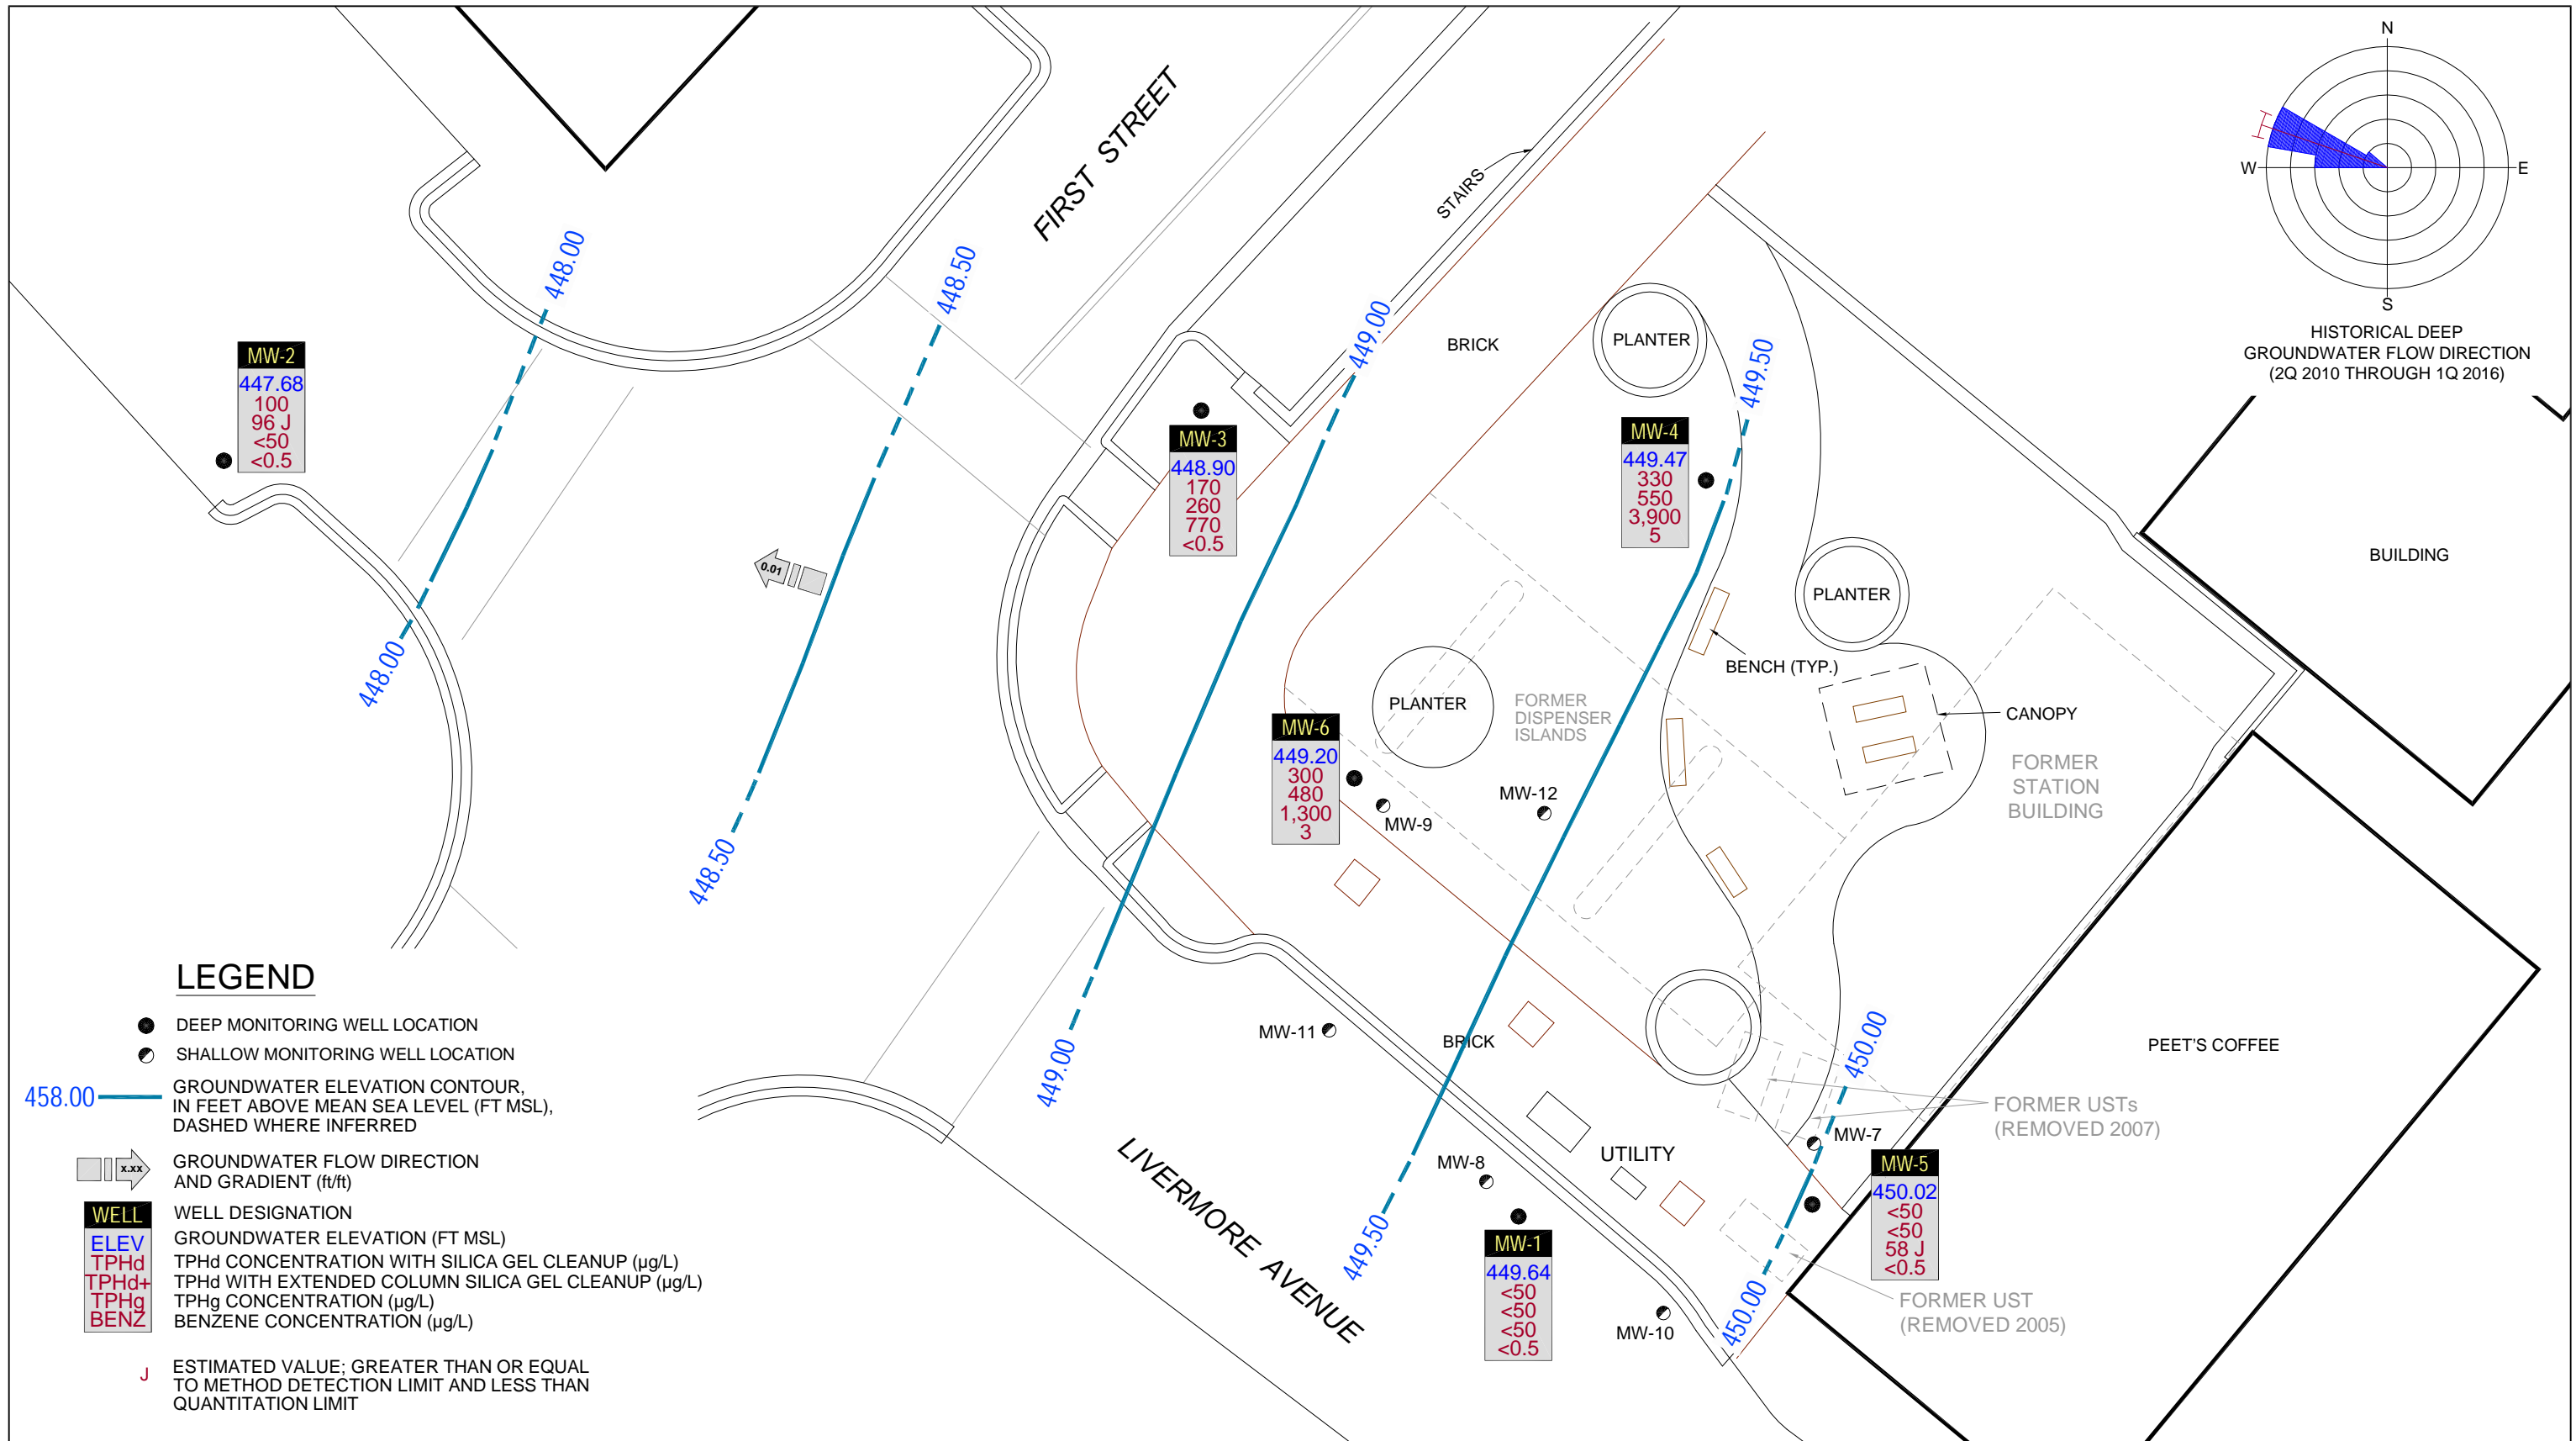 N
W
E
S
HISTORICAL DEEP
GROUNDWATER FLOW DIRECTION
(2Q 2010 THROUGH 1Q 2016)
FIRST STREET
STAIRS
448.00
448.50
449.00
449.50
BRICK
PLANTER
MW-2
447.68
100
96 J
<50
<0.5
MW-3
448.90
170
260
770
<0.5
MW-4
449.47
330
550
3,900
5
0.01
BUILDING
PLANTER
BENCH (TYP.)
CANOPY
PLANTER
FORMER
DISPENSER
ISLANDS
FORMER
STATION
BUILDING
448.00
MW-6
449.20
300
480
1,300
3
MW-9
MW-12
448.50
MW-11
BRICK
449.00
450.00
PEET'S COFFEE
FORMER USTs
(REMOVED 2007)
MW-7
MW-5
450.02
<50
<50
58 J
<0.5
UTILITY
MW-8
LIVERMORE AVENUE
449.50
MW-1
449.64
<50
<50
<50
<0.5
MW-10
450.00
FORMER UST
(REMOVED 2005)
LEGEND
DEEP MONITORING WELL LOCATION
SHALLOW MONITORING WELL LOCATION
458.00
GROUNDWATER ELEVATION CONTOUR,
IN FEET ABOVE MEAN SEA LEVEL (FT MSL),
DASHED WHERE INFERRED
x.xx
GROUNDWATER FLOW DIRECTION
AND GRADIENT (ft/ft)
WELL WELL DESIGNATION
ELEV GROUNDWATER ELEVATION (FT MSL)
TPHd TPHd CONCENTRATION WITH SILICA GEL CLEANUP (µg/L)
TPHd+ TPHd WITH EXTENDED COLUMN SILICA GEL CLEANUP (µg/L)
TPHg TPHg CONCENTRATION (µg/L)
BENZ BENZENE CONCENTRATION (µg/L)
J ESTIMATED VALUE; GREATER THAN OR EQUAL
TO METHOD DETECTION LIMIT AND LESS THAN
QUANTITATION LIMIT